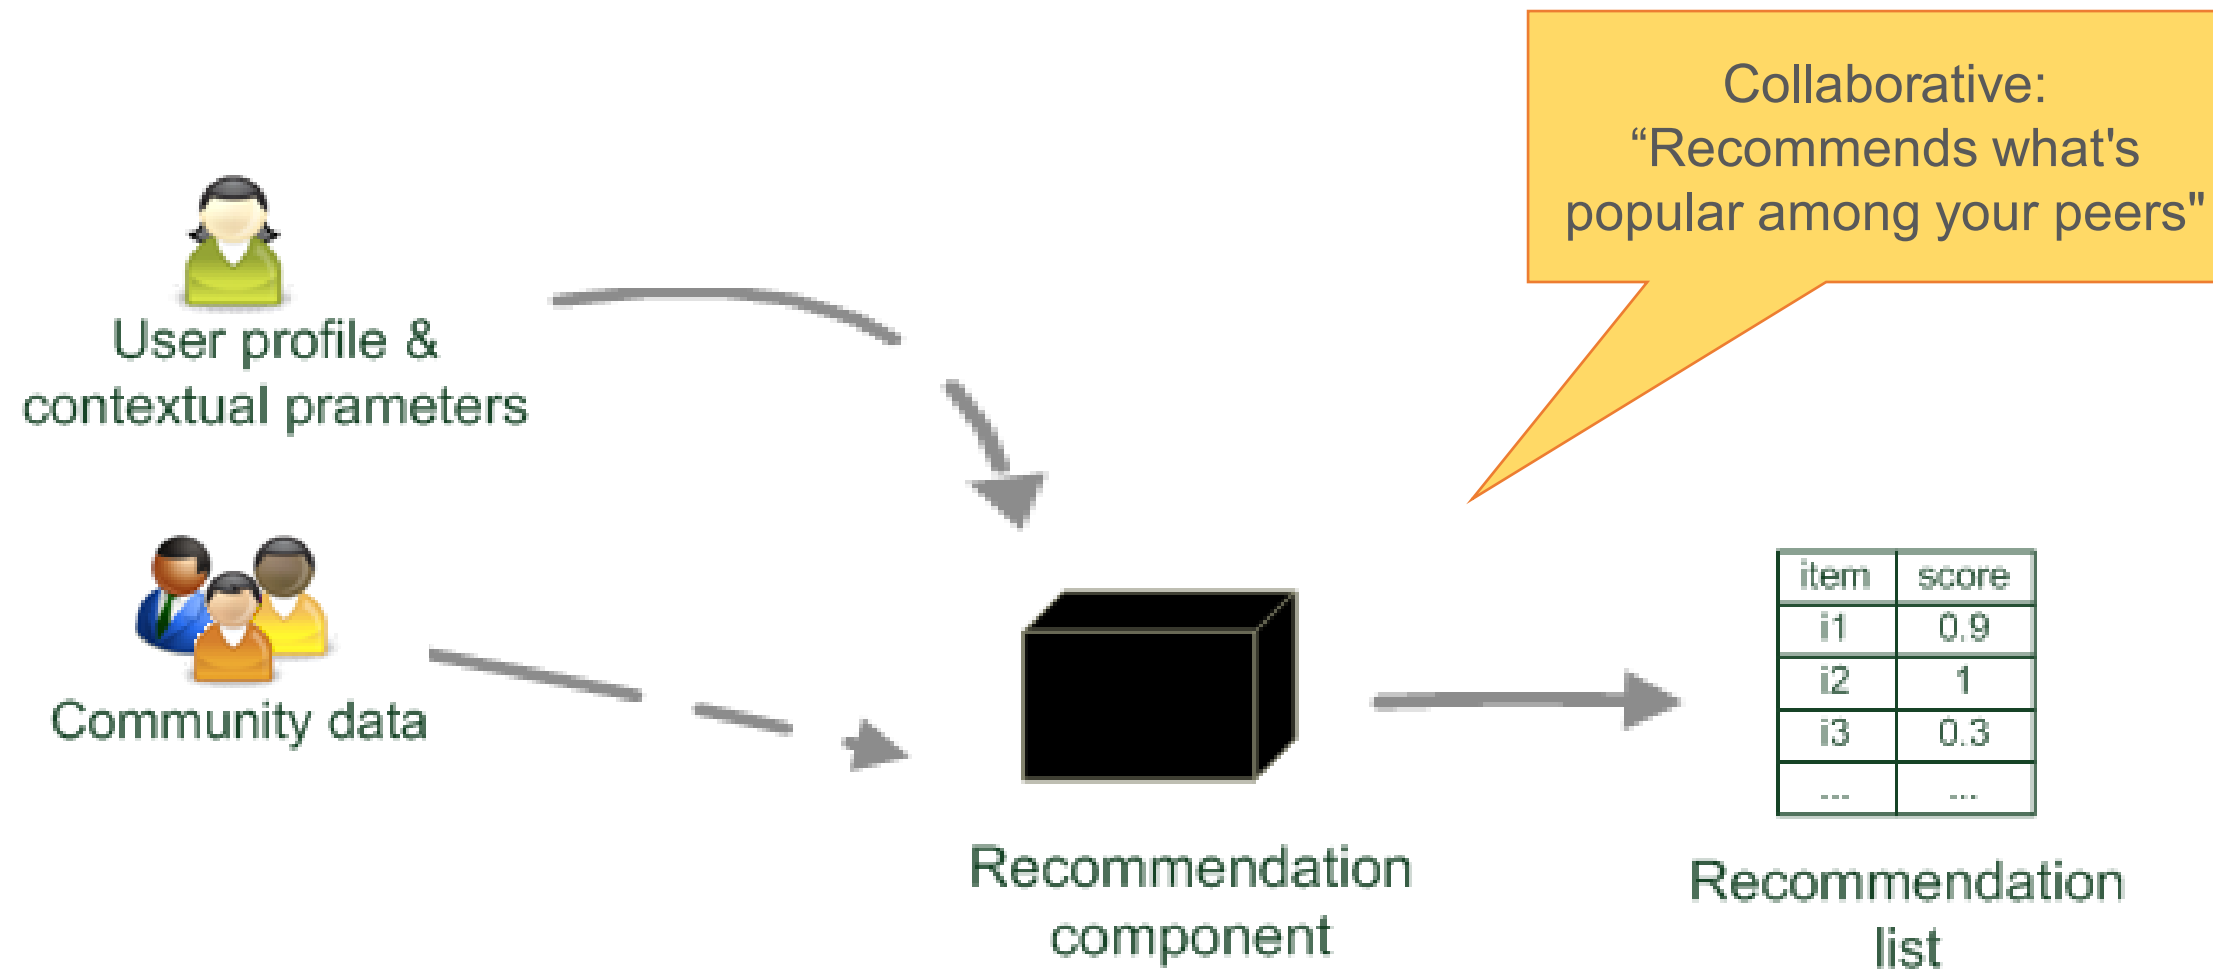 Collaborative:
“Recommends what's
popular among your peers"
User profile &
contextual prameters
Community data
Recommendation
component
item score
i1 0.9
i2 1
i3 0.3
... ...
Recommendation
list